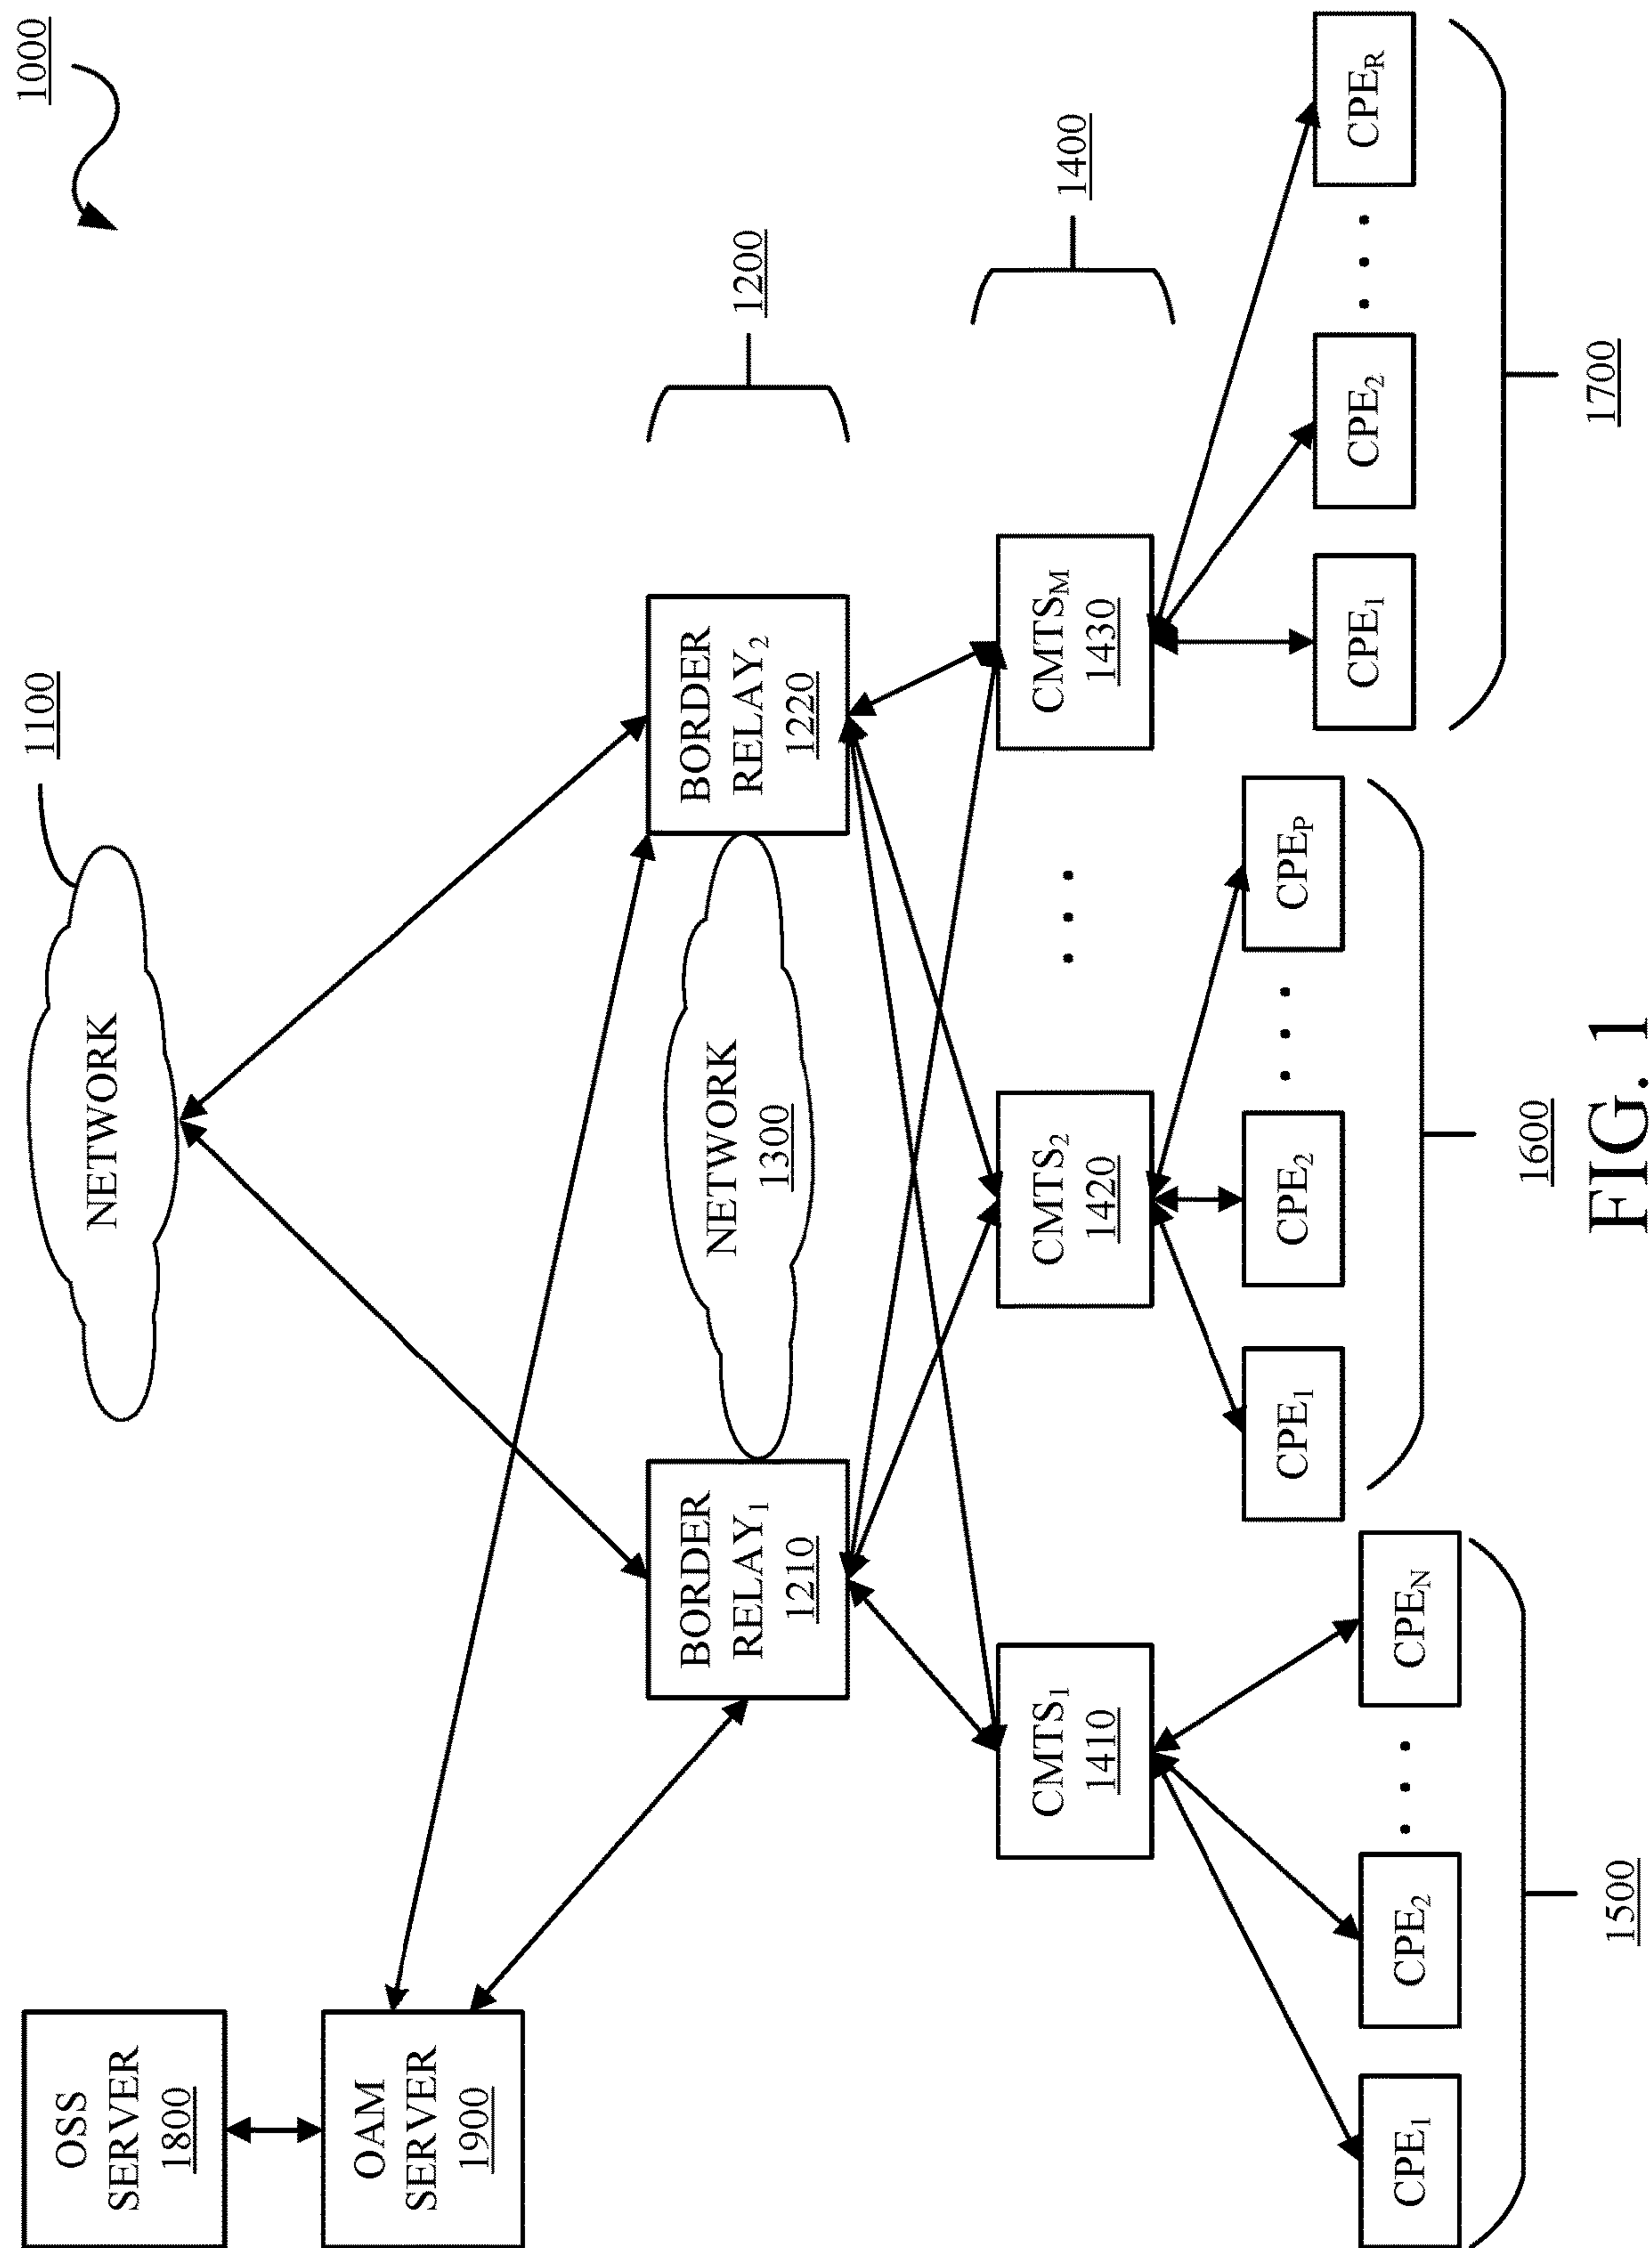 1000
1100
NETWORK
OSS
SERVER
1800
OAM
SERVER
1900
1200
BORDER
RELAY₁
1210
NETWORK
1300
BORDER
RELAY₂
1220
1400
CMTS₁
1410
CMTS₂
1420
. . .
CMTSM
1430
CPE₁
CPE₂
. . .
CPEN
1500
CPE₁
CPE₂
. . .
CPEP
1600
CPE₁
CPE₂
. . .
CPER
1700
FIG. 1